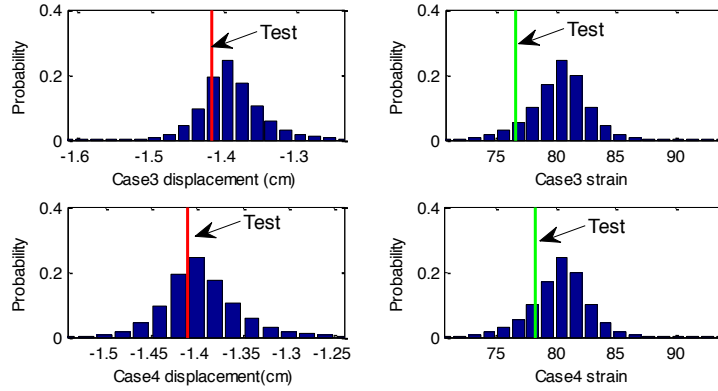 0.4
0.2
0
Probability
Test
-1.6 -1.5 -1.4 -1.3
Case3 displacement (cm)
0.4
0.2
0
Probability
Test
75 80 85 90
Case3 strain
0.4
0.2
0
Probability
Test
-1.5 -1.45 -1.4 -1.35 -1.3 -1.25
Case4 displacement(cm)
0.4
0.2
0
Probability
Test
75 80 85 90
Case4 strain